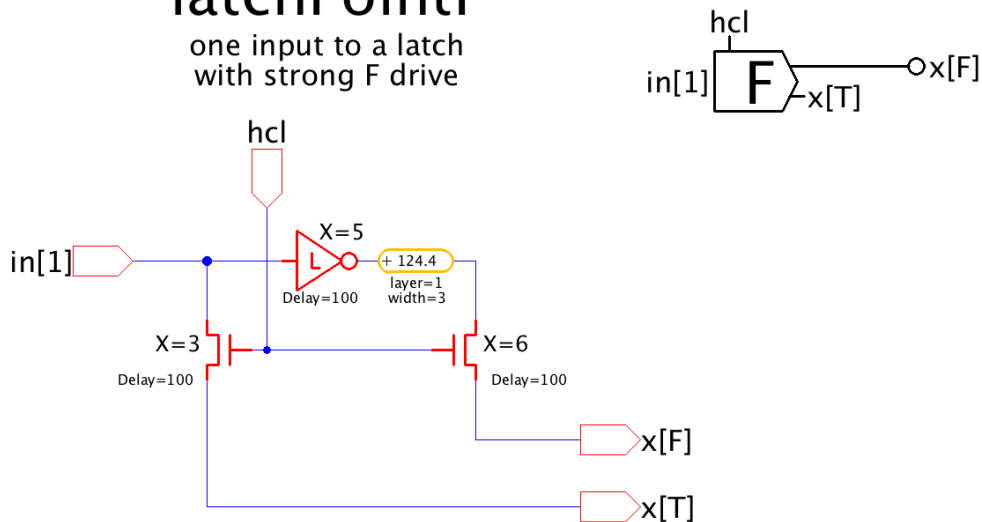 one input to a latch
with strong F drive
hcl
in[1]
F
x[F]
x[T]
hcl
X=5
in[1]
L
+ 124.4
Delay=100
layer=1
width=3
X=3
X=6
Delay=100
Delay=100
x[F]
x[T]